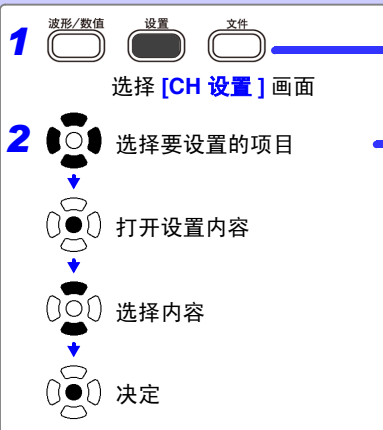 1 波形/数值 设置 文件
选择 [CH 设置 ] 画面
2 选择要设置的项目
打开设置内容
选择内容
决定